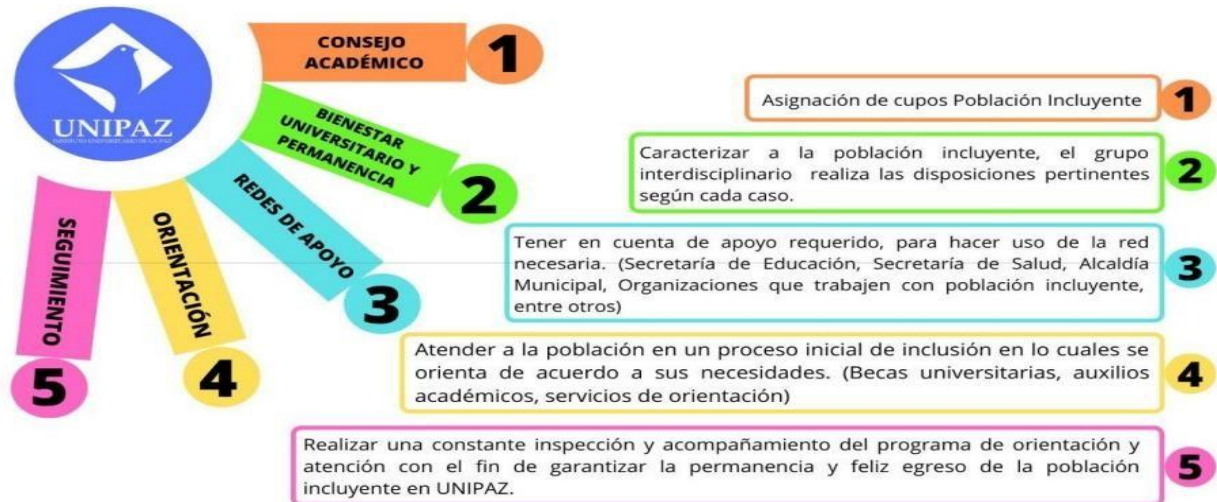 CONSEJO
ACADÉMICO
1
BIENESTAR
UNIVERSITARIO Y
PERMANENCIA
2
REDES DE APOYO
3
ORIENTACIÓN
4
SEGUIMIENTO
5
UNIPAZ
INSTITUTO UNIVERSITARIO DE LA PAZ
Asignación de cupos Población Incluyente
1
Caracterizar a la población incluyente, el grupo
interdisciplinario realiza las disposiciones pertinentes
según cada caso.
2
Tener en cuenta de apoyo requerido, para hacer uso de la red
necesaria. (Secretaría de Educación, Secretaría de Salud, Alcaldía
Municipal, Organizaciones que trabajen con población incluyente,
entre otros)
3
Atender a la población en un proceso inicial de inclusión en lo cuales se
orienta de acuerdo a sus necesidades. (Becas universitarias, auxilios
académicos, servicios de orientación)
4
Realizar una constante inspección y acompañamiento del programa de orientación y
atención con el fin de garantizar la permanencia y feliz egreso de la población
incluyente en UNIPAZ.
5